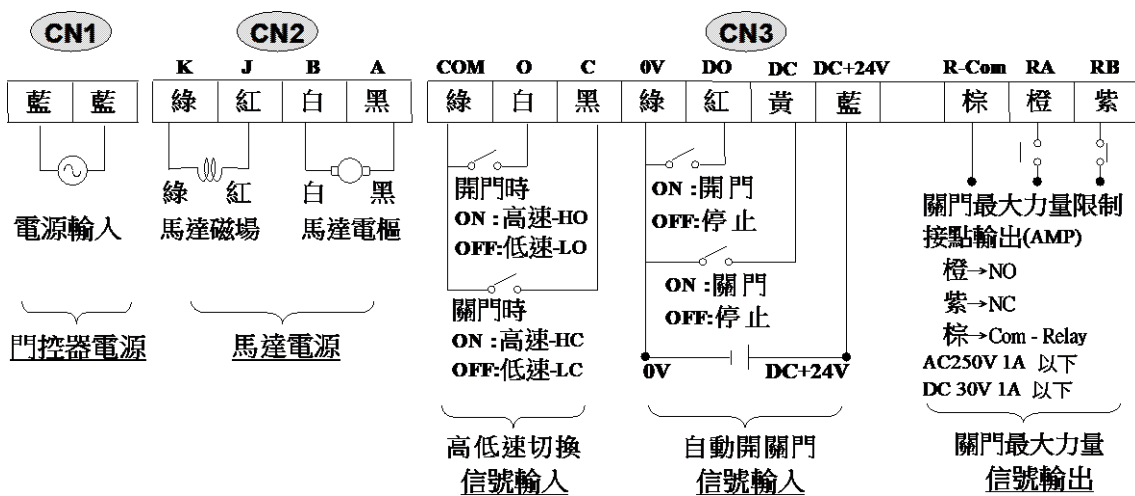 CN1
CN2
CN3
K J B A
COM O C 0V DO DC DC+24V
R-Com RA RB
藍 藍
綠 紅 白 黑
綠 白 黑 綠 紅 黃 藍
棕 橙 紫
綠 紅 白 黑
電源輸入
馬達磁場
馬達電樞
開門時
ON :高速-HO
OFF:低速-LO
關門時
ON :高速-HC
OFF:低速-LC
ON :開門
OFF:停止
ON :關門
OFF:停止
0V DC+24V
關門最大力量限制
接點輸出(AMP)
橙→NO
紫→NC
棕→Com - Relay
AC250V 1A 以下
DC 30V 1A 以下
門控器電源
馬達電源
高低速切換
信號輸入
自動開關門
信號輸入
關門最大力量
信號輸出